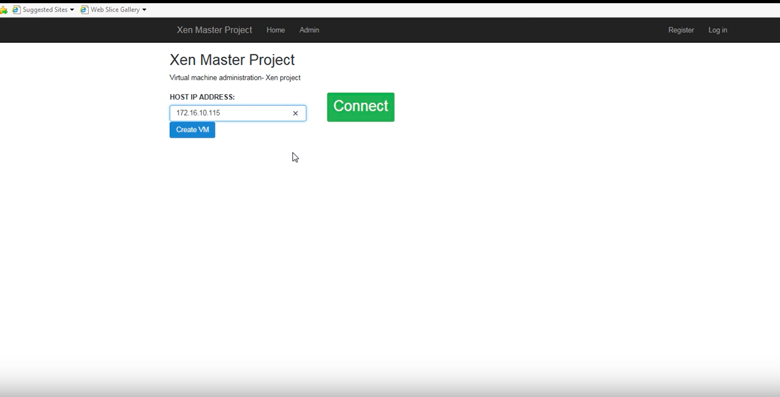 Suggested Sites Web Slice Gallery
Xen Master Project Home Admin Register Log in
Xen Master Project
Virtual machine administration- Xen project
HOST IP ADDRESS:
172.16.10.115
Connect
Create VM